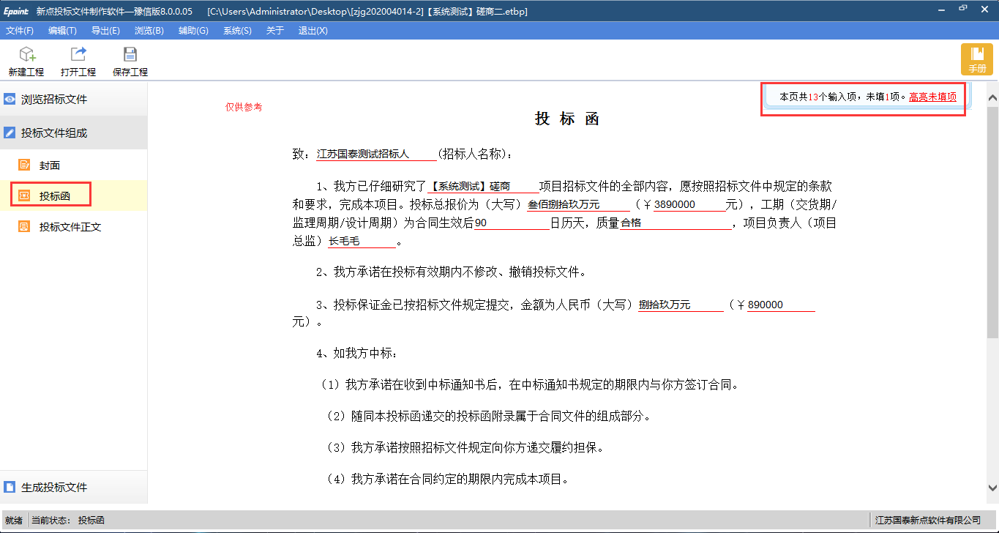 Epoint 新点投标文件制作软件—豫信版8.0.0.05 [C:\Users\Administrator\Desktop\[zjg202004014-2]【系统测试】磋商二.etbp]
文件(F) 编辑(T) 导出(E) 浏览(B) 辅助(G) 系统(S) 关于 退出(X)
新建工程 打开工程 保存工程 手册
浏览招标文件
投标文件组成
封面
投标函
投标文件正文
生成投标文件
仅供参考
本页共13个输入项，未填1项。高亮未填项
投 标 函
致：江苏国泰测试招标人(招标人名称)：
1、我方已仔细研究了【系统测试】磋商项目招标文件的全部内容，愿按照招标文件中规定的条款
和要求，完成本项目。投标总报价为（大写）叁佰捌拾玖万元（￥3890000元），工期（交货期/
监理周期/设计周期）为合同生效后90日历天，质量合格，项目负责人（项目
总监）长毛毛。
2、我方承诺在投标有效期内不修改、撤销投标文件。
3、投标保证金已按招标文件规定提交，金额为人民币（大写）捌拾玖万元（￥890000
元）。
4、如我方中标：
（1）我方承诺在收到中标通知书后，在中标通知书规定的期限内与你方签订合同。
（2）随同本投标函递交的投标函附录属于合同文件的组成部分。
（3）我方承诺按照招标文件规定向你方递交履约担保。
（4）我方承诺在合同约定的期限内完成本项目。
就绪 当前状态： 投标函 江苏国泰新点软件有限公司